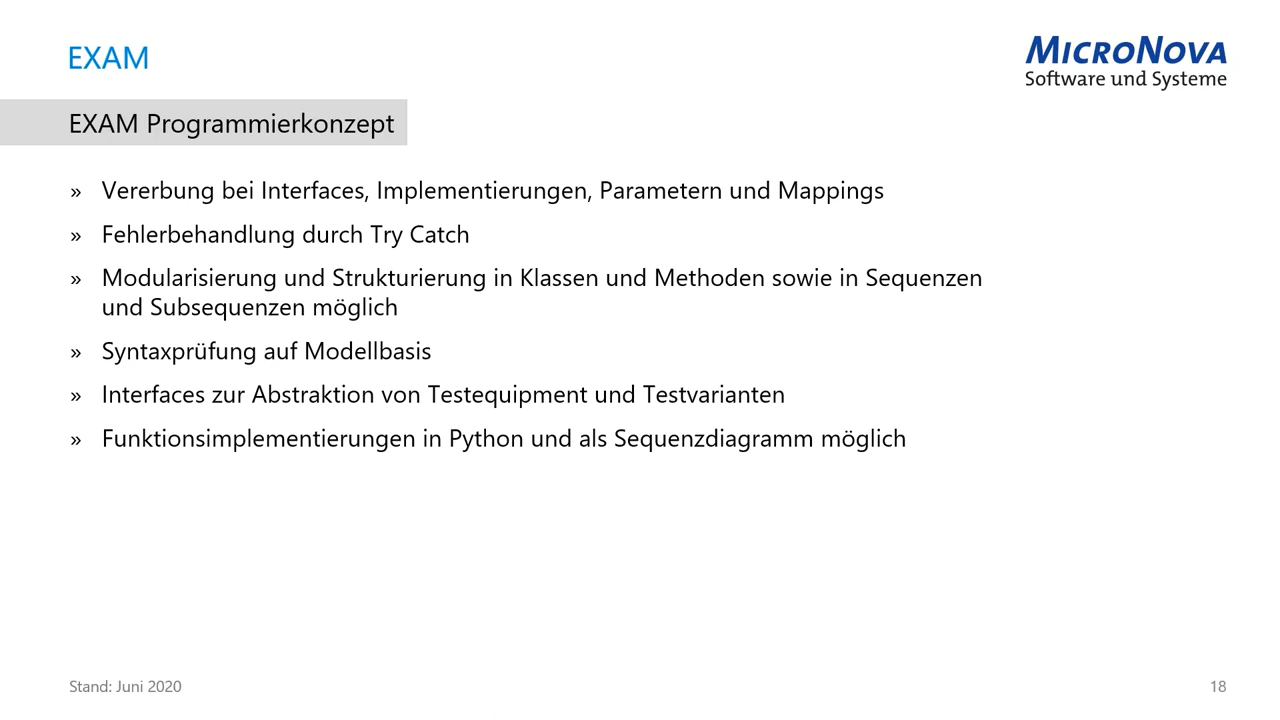 EXAM
MICRONOVA
Software und Systeme
EXAM Programmierkonzept
» Vererbung bei Interfaces, Implementierungen, Parametern und Mappings
» Fehlerbehandlung durch Try Catch
» Modularisierung und Strukturierung in Klassen und Methoden sowie in Sequenzen
und Subsequenzen möglich
» Syntaxprüfung auf Modellbasis
» Interfaces zur Abstraktion von Testequipment und Testvarianten
» Funktionsimplementierungen in Python und als Sequenzdiagramm möglich
Stand: Juni 2020
18